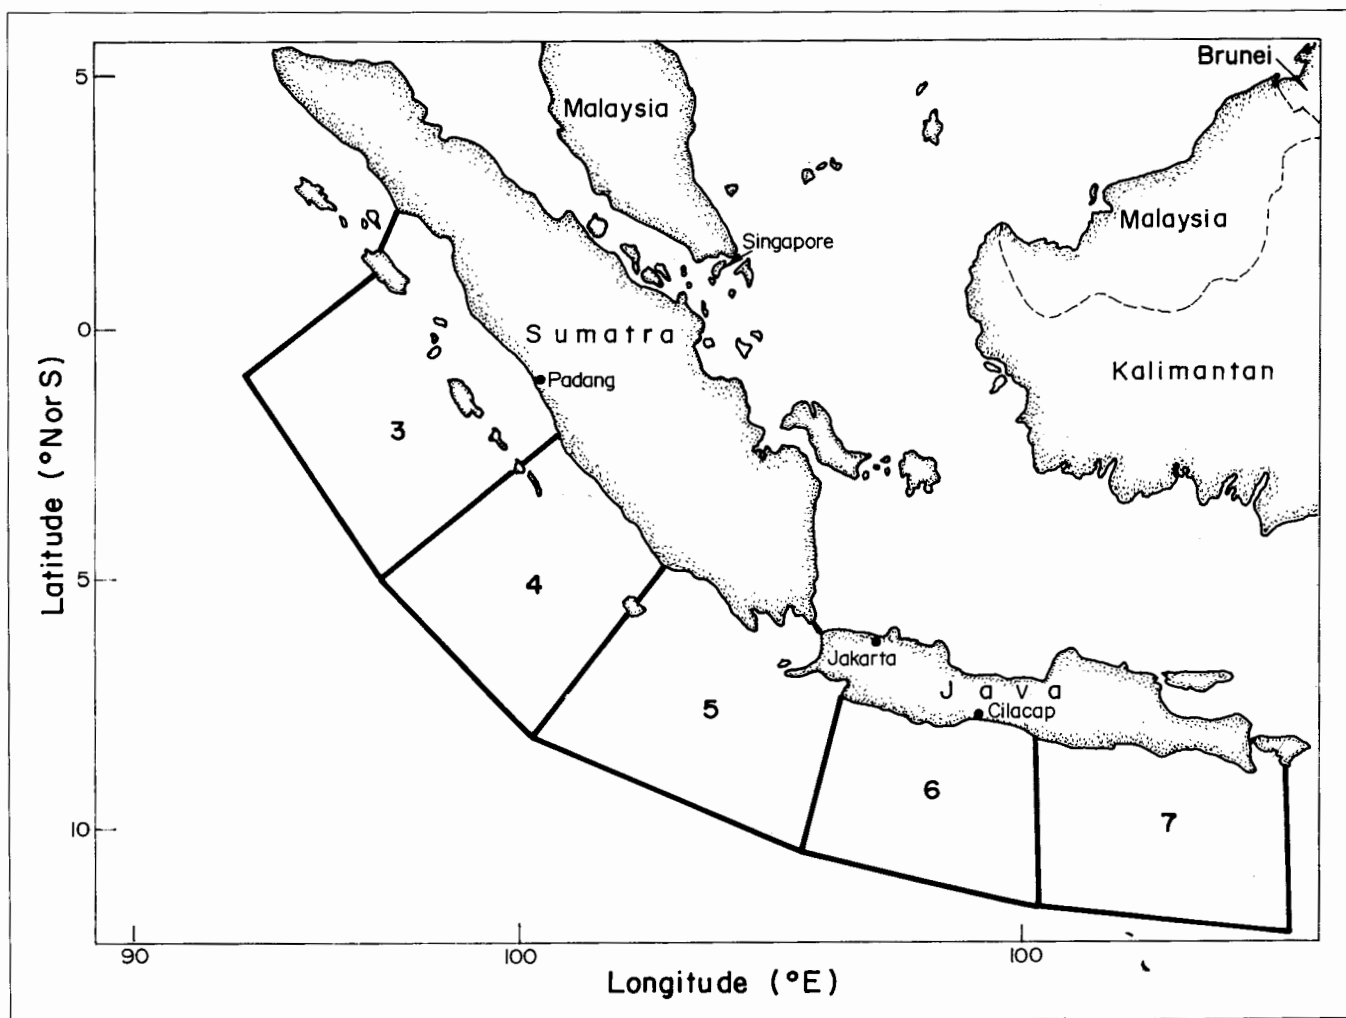 Brunei
5
Malaysia
Malaysia
Singapore
0
Sumatra
Kalimantan
Padang
3
Latitude (°N or S)
5
4
Jakarta
Java
5
Cilacap
6
7
10
90
100
100
Longitude (°E)